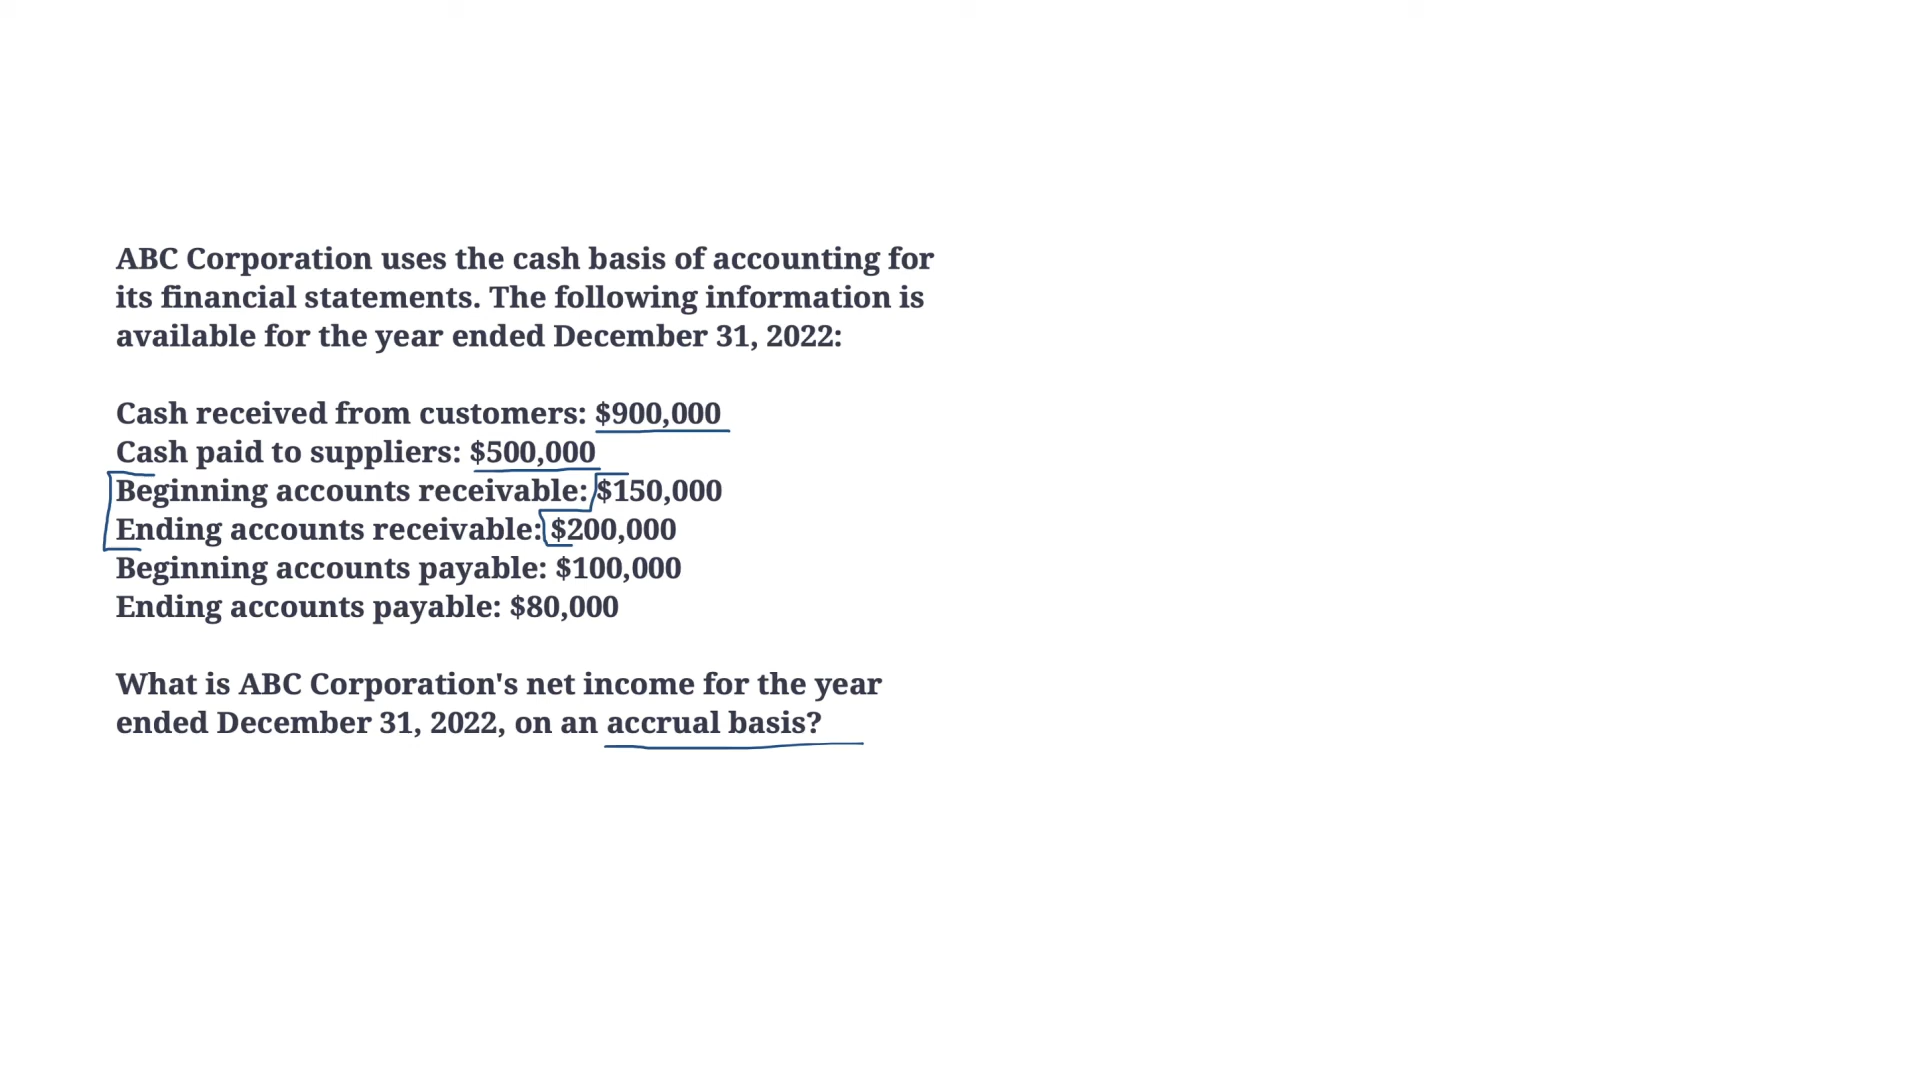 ABC Corporation uses the cash basis of accounting for
its financial statements. The following information is
available for the year ended December 31, 2022:
Cash received from customers: $900,000
Cash paid to suppliers: $500,000
Beginning accounts receivable: $150,000
Ending accounts receivable: $200,000
Beginning accounts payable: $100,000
Ending accounts payable: $80,000
What is ABC Corporation's net income for the year
ended December 31, 2022, on an accrual basis?